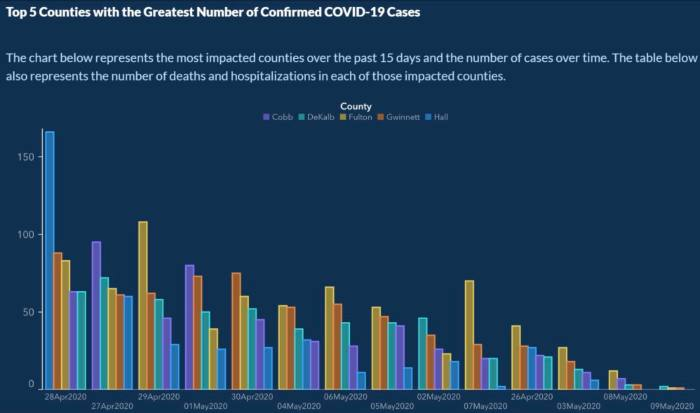 Top 5 Counties with the Greatest Number of Confirmed COVID-19 Cases
The chart below represents the most impacted counties over the past 15 days and the number of cases over time. The table below
also represents the number of deaths and hospitalizations in each of those impacted counties.
County
Cobb DeKalb Fulton Gwinnett Hall
150
100
50
0
28Apr2020 29Apr2020 30Apr2020 06May2020 02May2020 26Apr2020 08May2020
27Apr2020 01May2020 04May2020 05May2020 07May2020 03May2020 09May2020